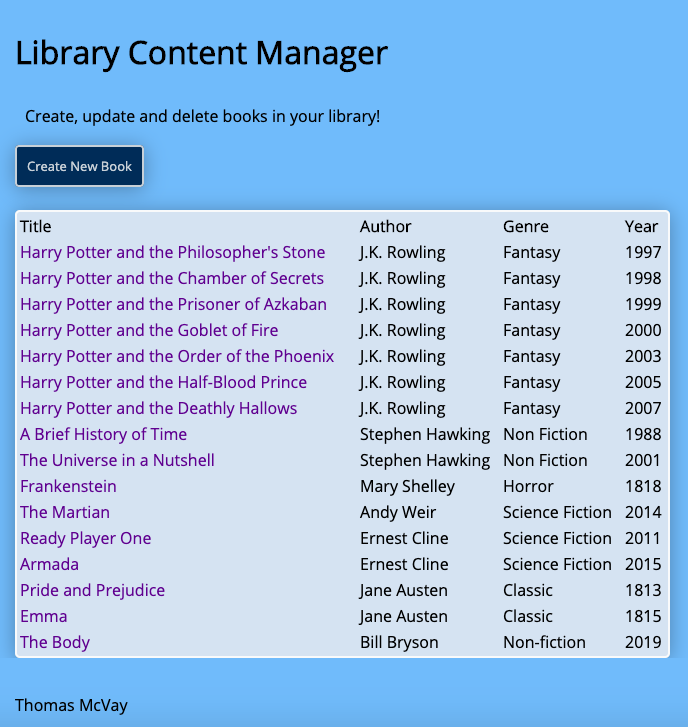 Library Content Manager
Create, update and delete books in your library!
Create New Book
Title Author Genre Year
Harry Potter and the Philosopher's Stone J.K. Rowling Fantasy 1997
Harry Potter and the Chamber of Secrets J.K. Rowling Fantasy 1998
Harry Potter and the Prisoner of Azkaban J.K. Rowling Fantasy 1999
Harry Potter and the Goblet of Fire J.K. Rowling Fantasy 2000
Harry Potter and the Order of the Phoenix J.K. Rowling Fantasy 2003
Harry Potter and the Half-Blood Prince J.K. Rowling Fantasy 2005
Harry Potter and the Deathly Hallows J.K. Rowling Fantasy 2007
A Brief History of Time Stephen Hawking Non Fiction 1988
The Universe in a Nutshell Stephen Hawking Non Fiction 2001
Frankenstein Mary Shelley Horror 1818
The Martian Andy Weir Science Fiction 2014
Ready Player One Ernest Cline Science Fiction 2011
Armada Ernest Cline Science Fiction 2015
Pride and Prejudice Jane Austen Classic 1813
Emma Jane Austen Classic 1815
The Body Bill Bryson Non-fiction 2019
Thomas McVay